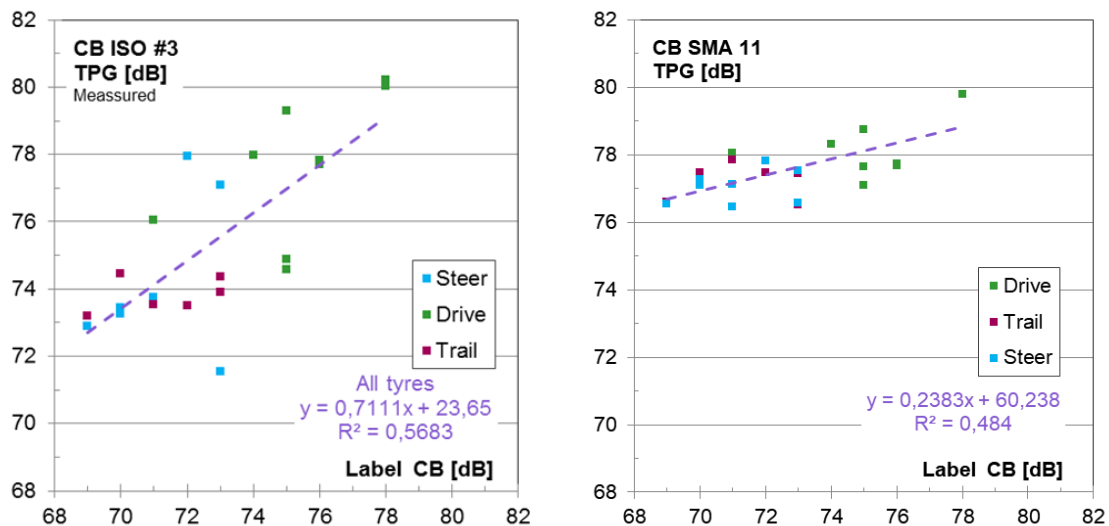 82
80
78
76
74
72
70
68
CB ISO #3
TPG [dB]
Meassured
Steer
Drive
Trail
All tyres
y = 0,7111x + 23,65
R² = 0,5683
Label CB [dB]
68 70 72 74 76 78 80 82
82
80
78
76
74
72
70
68
CB SMA 11
TPG [dB]
Drive
Trail
Steer
y = 0,2383x + 60,238
R² = 0,484
Label CB [dB]
68 70 72 74 76 78 80 82